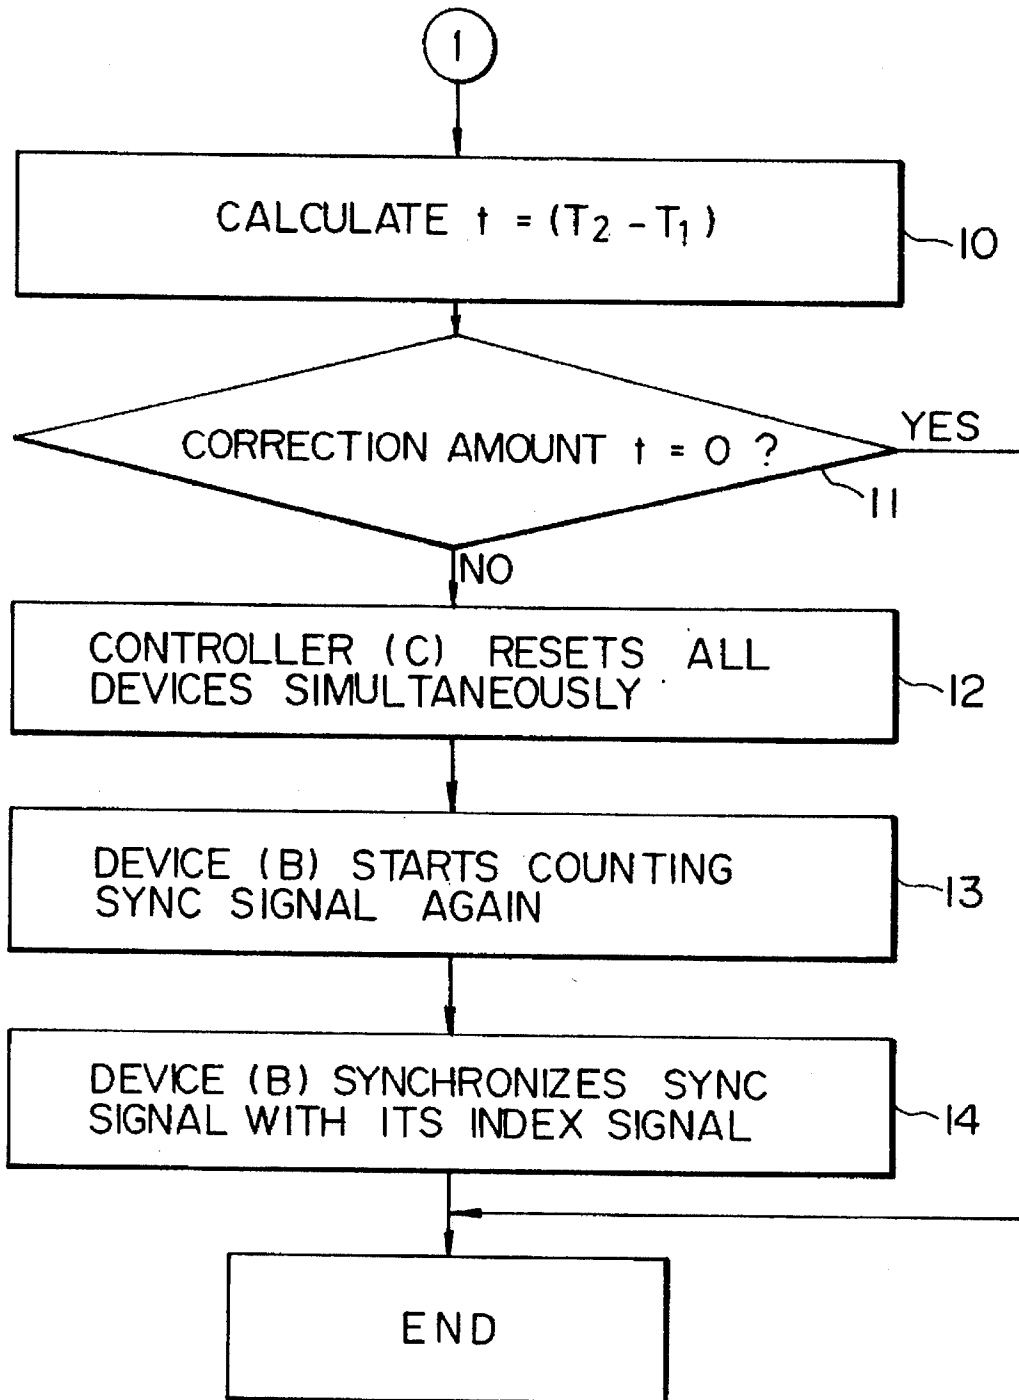 1
CALCULATE t = (T2 - T1)
10
CORRECTION AMOUNT t = 0 ?
YES
11
NO
CONTROLLER (C) RESETS ALL
DEVICES SIMULTANEOUSLY
12
DEVICE (B) STARTS COUNTING
SYNC SIGNAL AGAIN
13
DEVICE (B) SYNCHRONIZES SYNC
SIGNAL WITH ITS INDEX SIGNAL
14
END